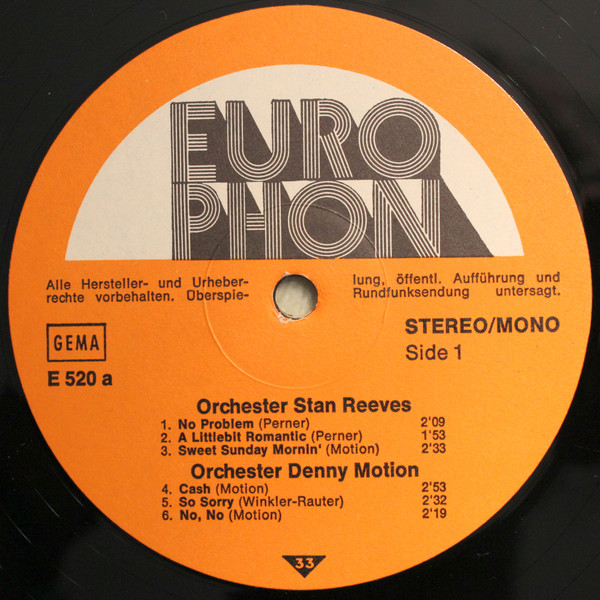 EURO
PHON
Alle Hersteller- und Urheber-
rechte vorbehalten. Überspie-
lung, öffentl. Aufführung und
Rundfunksendung untersagt.
GEMA
E 520 a
STEREO/MONO
Side 1
Orchester Stan Reeves
1. No Problem (Perner) 2'09
2. A Littlebit Romantic (Perner) 1'53
3. Sweet Sunday Mornin' (Motion) 2'33
Orchester Denny Motion
4. Cash (Motion) 2'53
5. So Sorry (Winkler-Rauter) 2'32
6. No, No (Motion) 2'19
33